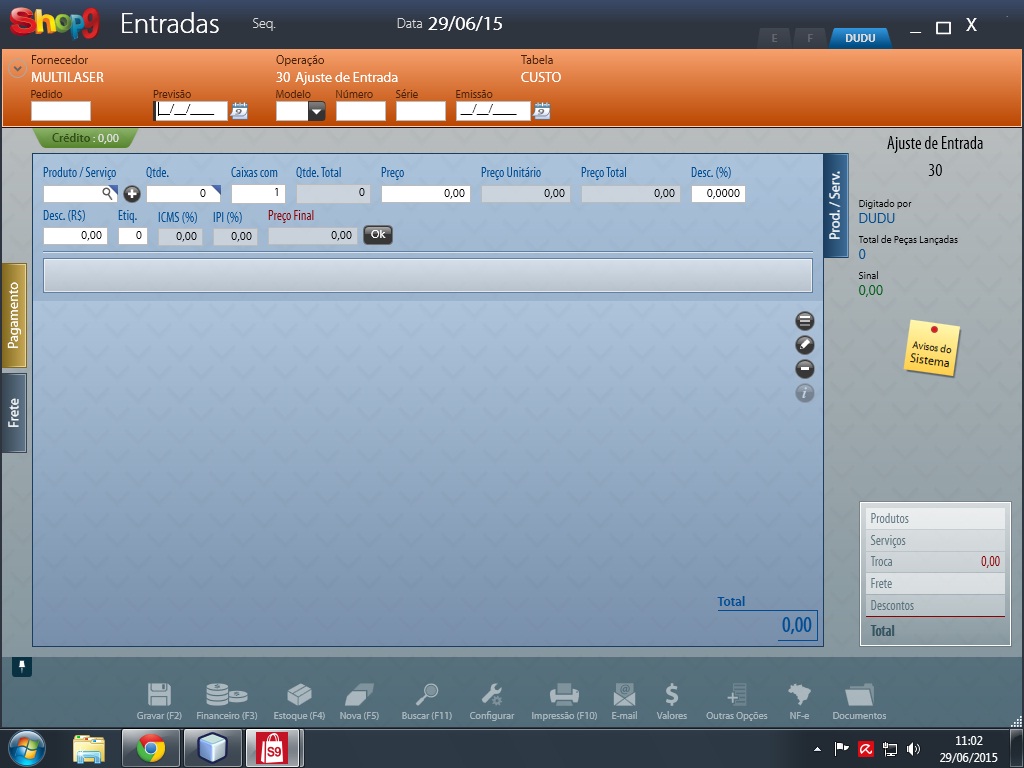 Shop9 Entradas Seq. Data 29/06/15
E F DUDU X
Fornecedor Operação Tabela
MULTILASER 30 Ajuste de Entrada CUSTO
Pedido Previsão Modelo Número Série Emissão
__/__/____ __/__/____
Crédito : 0,00
Ajuste de Entrada
30
Produto / Serviço Qtde. Caixas com Qtde. Total Preço Preço Unitário Preço Total Desc. (%)
0 1 0 0,00 0,00 0,00 0,0000
Desc. (R$) Etiq. ICMS (%) IPI (%) Preço Final
0,00 0 0,00 0,00 0,00 Ok
Prod. / Serv.
Digitado por
DUDU
Total de Peças Lançadas
0
Sinal
0,00
Pagamento
Frete
Avisos do
Sistema
Produtos
Serviços
Troca 0,00
Frete
Descontos
Total
Total
0,00
Gravar (F2) Financeiro (F3) Estoque (F4) Nova (F5) Buscar (F11) Configurar Impressão (F10) E-mail Valores Outras Opções NF-e Documentos
S9
11:02
29/06/2015